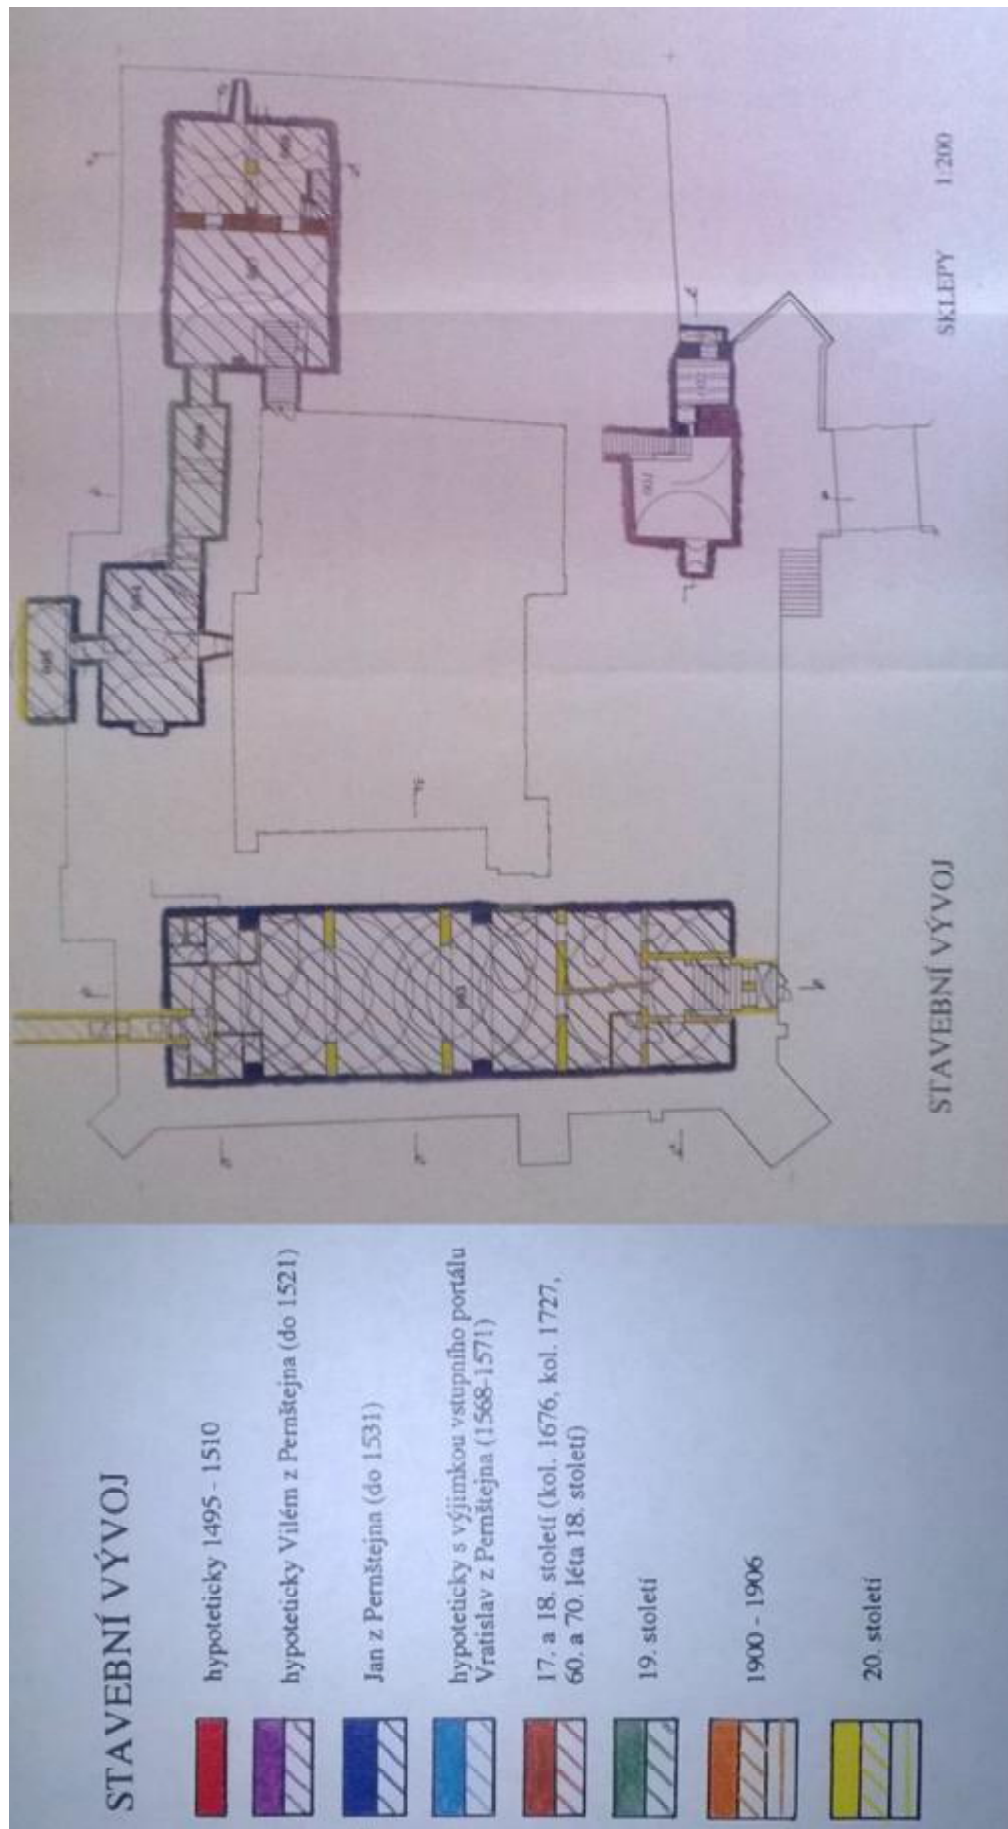 STAVEBNÍ VÝVOJ
hypoteticky 1495 - 1510
hypoteticky Vilém z Pernštejna (do 1521)
Jan z Pernštejna (do 1531)
hypoteticky s výjimkou vstupního portálu
Vratislav z Pernštejna (1568-1571)
17. a 18. století (kol. 1676, kol. 1727,
60. a 70. léta 18. století)
19. století
1900 - 1906
20. století
STAVEBNÍ VÝVOJ
SKLEPY 1:200